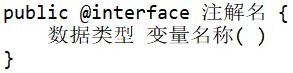 public @interface 注解名 {
    数据类型 变量名称( )
}